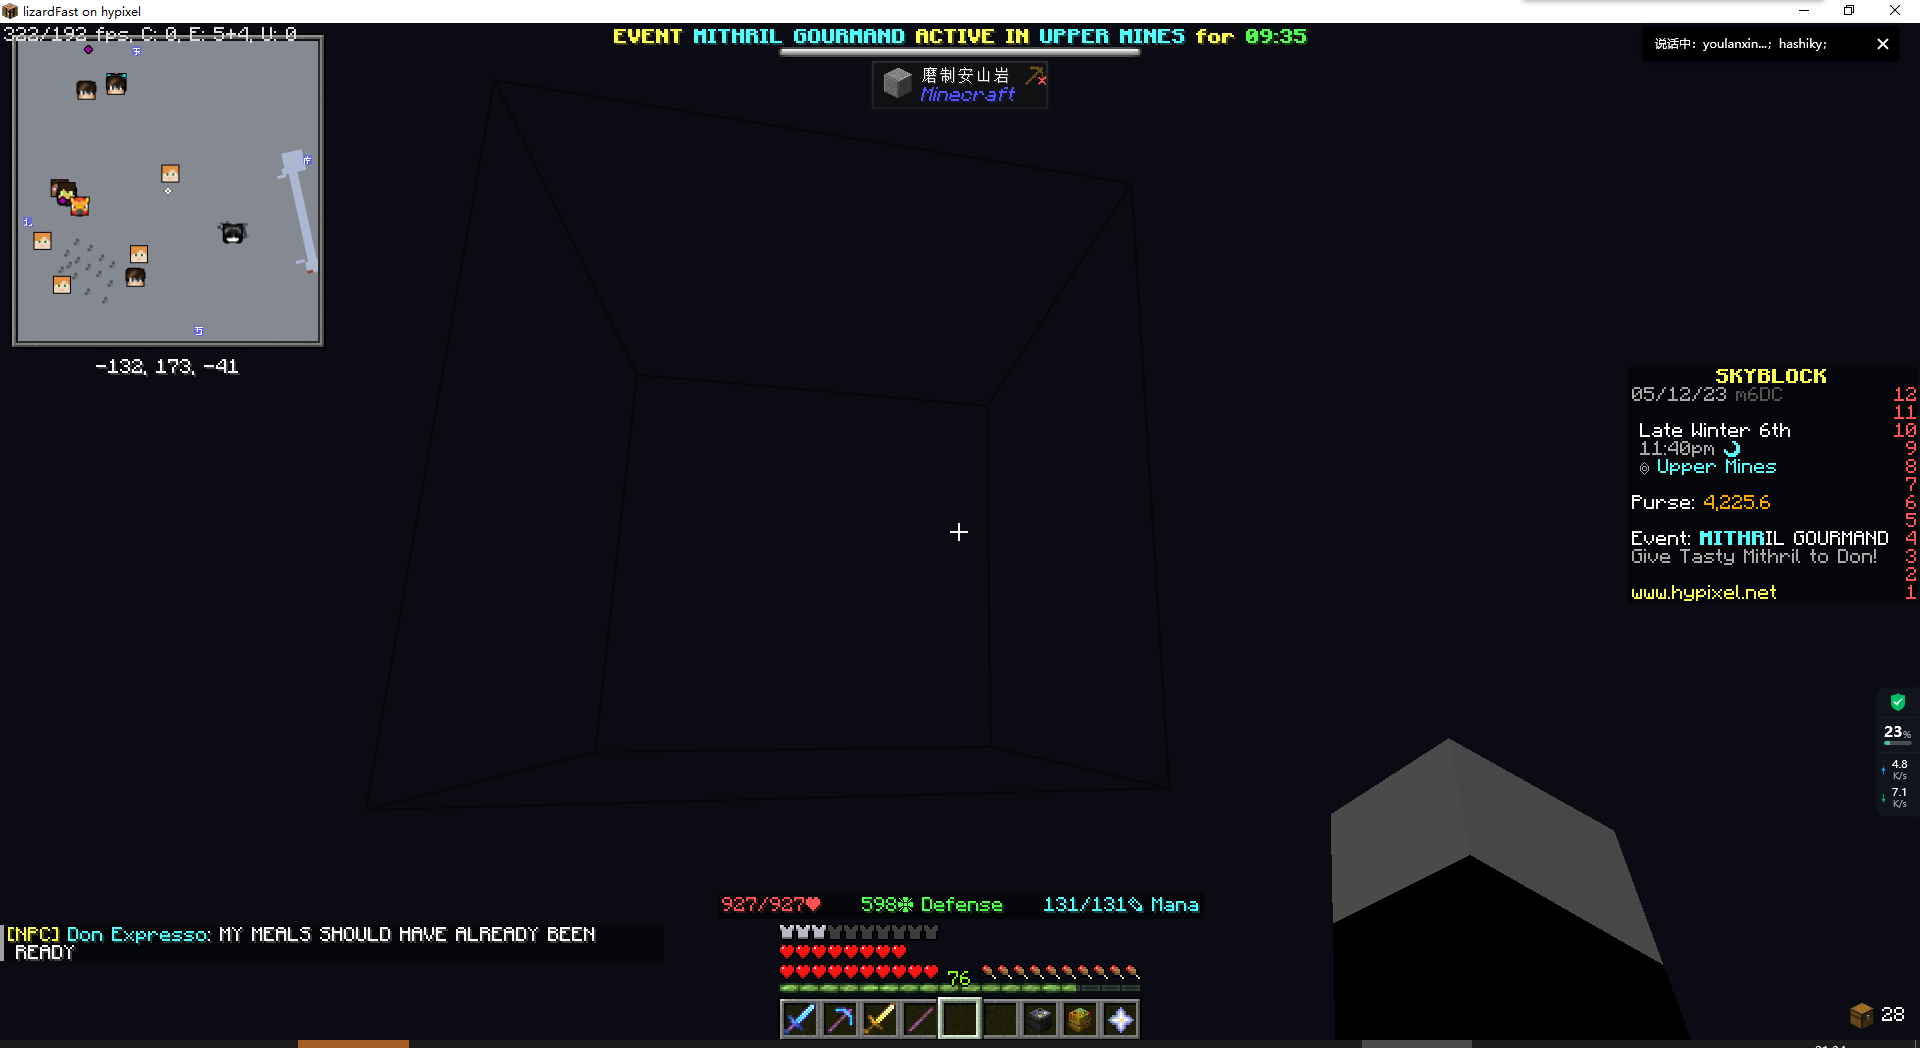 lizardFast on hypixel
322/192 fps, C: 0, E: 5+4, U: 0
EVENT MITHRIL GOURMAND ACTIVE IN UPPER MINES for 09:35
磨制安山岩
Minecraft
说话中: youlanxin...; hashiky;
-132, 173, -41
SKYBLOCK
05/12/23 m6DC 12
11
Late Winter 6th 10
11:40pm 9
Upper Mines 8
7
Purse: 4,225.6 6
5
Event: MITHRIL GOURMAND 4
Give Tasty Mithril to Don! 3
2
www.hypixel.net 1
23%
4.8
K/s
7.1
K/s
927/927❤ 598 Defense 131/131 Mana
[NPC] Don Expresso: MY MEALS SHOULD HAVE ALREADY BEEN
READY
76
28